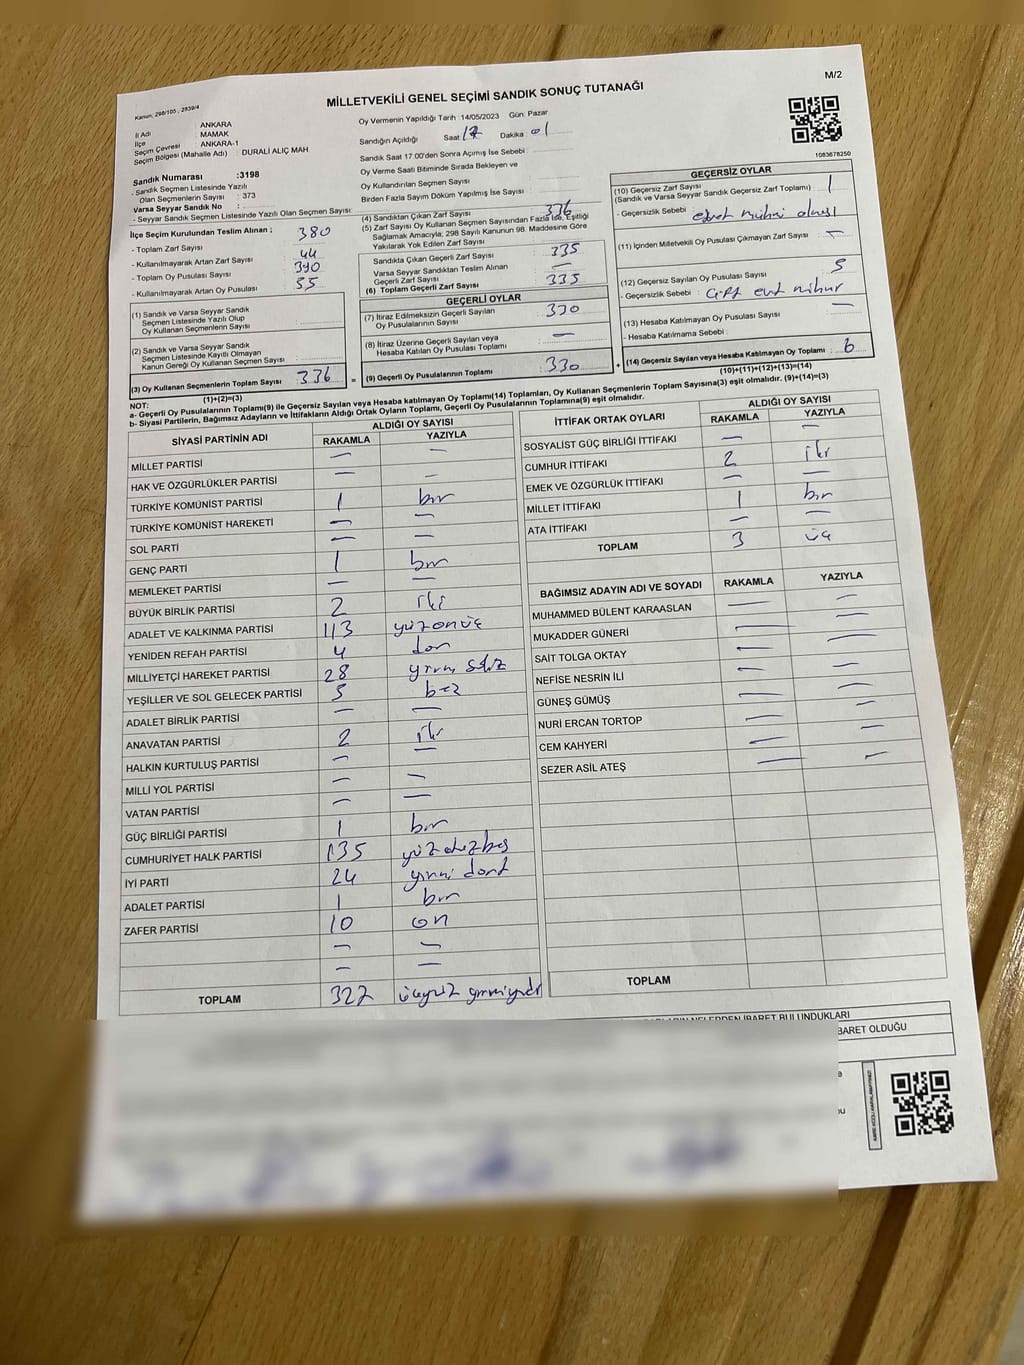 Kanun, 298/105 , 2839/4
MİLLETVEKİLİ GENEL SEÇİMİ SANDIK SONUÇ TUTANAĞI
M/2
İl Adı ANKARA
İlçe MAMAK
Seçim Çevresi ANKARA-1
Seçim Bölgesi (Mahalle Adı) : DURALİ ALIÇ MAH
Sandık Numarası :3198
- Sandık Seçmen Listesinde Yazılı
Olan Seçmenlerin Sayısı : 373
Varsa Seyyar Sandık No :
- Seyyar Sandık Seçmen Listesinde Yazılı Olan Seçmen Sayısı:
İlçe Seçim Kurulundan Teslim Alınan ;
- Toplam Zarf Sayısı : 380
- Kullanılmayarak Artan Zarf Sayısı : 44
- Toplam Oy Pusulası Sayısı : 390
- Kullanılmayarak Artan Oy Pusulası : 55
(1) Sandık ve Varsa Seyyar Sandık
Seçmen Listesinde Yazılı Olup
Oy Kullanan Seçmenlerin Sayısı :
(2) Sandık ve Varsa Seyyar Sandık
Seçmen Listesinde Kayıtlı Olmayan
Kanun Gereği Oy Kullanan Seçmen Sayısı :
(3) Oy Kullanan Seçmenlerin Toplam Sayısı 336
(1)+(2)=(3)
Oy Vermenin Yapıldığı Tarih :14/05/2023 Gün: Pazar
Sandığın Açıldığı Saat :17 Dakika : 01
Sandık Saat 17.00'den Sonra Açımış İse Sebebi :
Oy Verme Saati Bitiminde Sırada Bekleyen ve
Oy Kullandırılan Seçmen Sayısı :
Birden Fazla Sayım Döküm Yapılmış İse Sayısı :
(4) Sandıktan Çıkan Zarf Sayısı : 336
(5) Zarf Sayısı Oy Kullanan Seçmen Sayısından Fazla İse, Eşitliği
Sağlamak Amacıyla; 298 Sayılı Kanunun 98. Maddesine Göre
Yakılarak Yok Edilen Zarf Sayısı :
Sandıkta Çıkan Geçerli Zarf Sayısı : 335
Varsa Seyyar Sandıktan Teslim Alınan
Geçerli Zarf Sayısı : —
(6) Toplam Geçerli Zarf Sayısı : 335
GEÇERLİ OYLAR
(7) İtiraz Edilmeksizin Geçerli Sayılan
Oy Pusulalarının Sayısı : 330
(8) İtiraz Üzerine Geçerli Sayılan veya
Hesaba Katılan Oy Pusulası Toplamı : —
= (9) Geçerli Oy Pusulalarının Toplamı : 330
1083678250
GEÇERSİZ OYLAR
(10) Geçersiz Zarf Sayısı : 1
(Sandık ve Varsa Seyyar Sandık Geçersiz Zarf Toplamı)
- Geçersizlik Sebebi : evet mührü olması
(11) İçinden Milletvekili Oy Pusulası Çıkmayan Zarf Sayısı : —
(12) Geçersiz Sayılan Oy Pusulası Sayısı : 5
- Geçersizlik Sebebi : Çift evet mühür
(13) Hesaba Katılmayan Oy Pusulası Sayısı : —
- Hesaba Katılmama Sebebi :
+ (14) Geçersiz Sayılan veya Hesaba Katılmayan Oy Toplamı : 6
(10)+(11)+(12)+(13)=(14)
NOT:
a- Geçerli Oy Pusulalarının Toplamı(9) ile Geçersiz Sayılan veya Hesaba katılmayan Oy Toplamı(14) Toplamları, Oy Kullanan Seçmenlerin Toplam Sayısına(3) eşit olmalıdır. (9)+(14)=(3)
b- Siyasi Partilerin, Bağımsız Adayların ve İttifakların Aldığı Ortak Oyların Toplamı, Geçerli Oy Pusulalarının Toplamına(9) eşit olmalıdır.
SİYASİ PARTİNİN ADI ALDIĞI OY SAYISI
RAKAMLA YAZIYLA
MİLLET PARTİSİ — —
HAK VE ÖZGÜRLÜKLER PARTİSİ — —
TÜRKİYE KOMÜNİST PARTİSİ 1 bir
TÜRKİYE KOMÜNİST HAREKETİ — —
SOL PARTİ — —
GENÇ PARTİ 1 bir
MEMLEKET PARTİSİ — —
BÜYÜK BİRLİK PARTİSİ 2 iki
ADALET VE KALKINMA PARTİSİ 113 yüzonüç
YENİDEN REFAH PARTİSİ 4 dört
MİLLİYETÇİ HAREKET PARTİSİ 28 yirmi sekiz
YEŞİLLER VE SOL GELECEK PARTİSİ 5 beş
ADALET BİRLİK PARTİSİ — —
ANAVATAN PARTİSİ 2 iki
HALKIN KURTULUŞ PARTİSİ — —
MİLLİ YOL PARTİSİ — —
VATAN PARTİSİ — —
GÜÇ BİRLİĞİ PARTİSİ 1 bir
CUMHURİYET HALK PARTİSİ 135 yüzotuzbeş
İYİ PARTİ 24 yirmi dört
ADALET PARTİSİ 1 bir
ZAFER PARTİSİ 10 on
— —
— —
TOPLAM 327 üçyüz yirmiyedi
İTTİFAK ORTAK OYLARI ALDIĞI OY SAYISI
RAKAMLA YAZIYLA
SOSYALİST GÜÇ BİRLİĞİ İTTİFAKI — —
CUMHUR İTTİFAKI 2 iki
EMEK VE ÖZGÜRLÜK İTTİFAKI — —
MİLLET İTTİFAKI 1 bir
ATA İTTİFAKI — —
TOPLAM 3 üç
BAĞIMSIZ ADAYIN ADI VE SOYADI RAKAMLA YAZIYLA
MUHAMMED BÜLENT KARAASLAN — —
MUKADDER GÜNERİ — —
SAİT TOLGA OKTAY — —
NEFİSE NESRİN İLİ — —
GÜNEŞ GÜMÜŞ — —
NURİ ERCAN TORTOP — —
CEM KAHYERİ — —
SEZER ASİL ATEŞ — —
TOPLAM
NELERDEN İBARET BULUNDUKLARI
BARET OLDUĞU